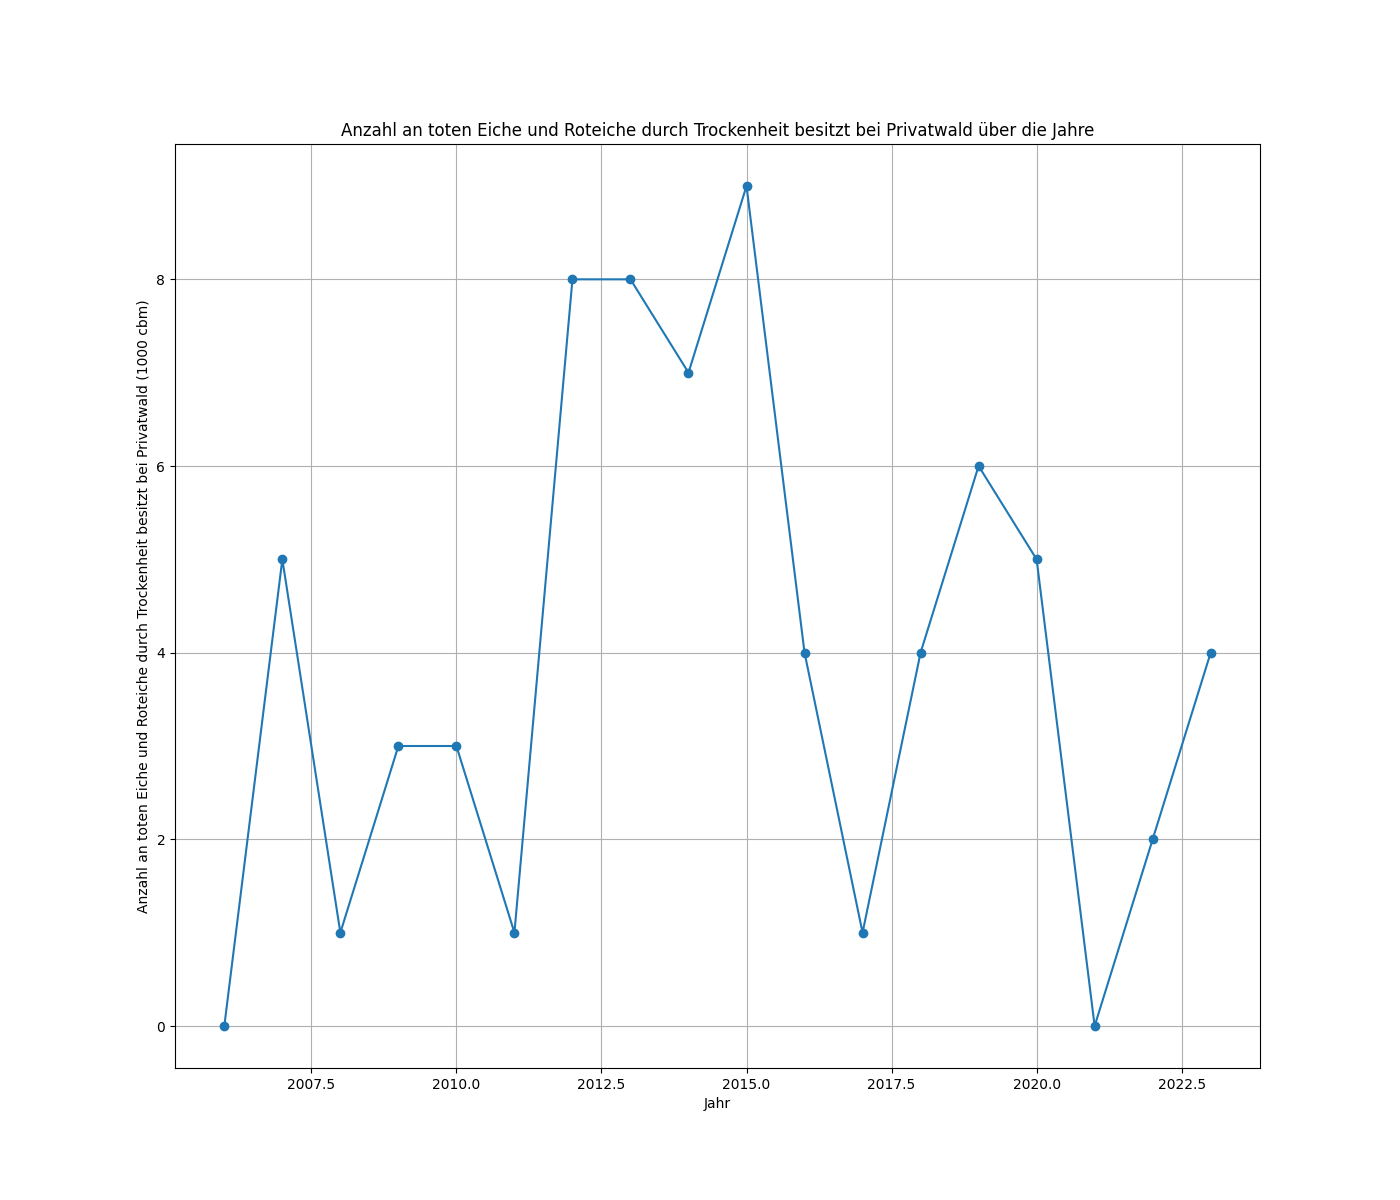 Anzahl an toten Eiche und Roteiche durch Trockenheit besitzt bei Privatwald über die Jahre
Anzahl an toten Eiche und Roteiche durch Trockenheit besitzt bei Privatwald (1000 cbm)
8
6
4
2
0
2007.5 2010.0 2012.5 2015.0 2017.5 2020.0 2022.5
Jahr